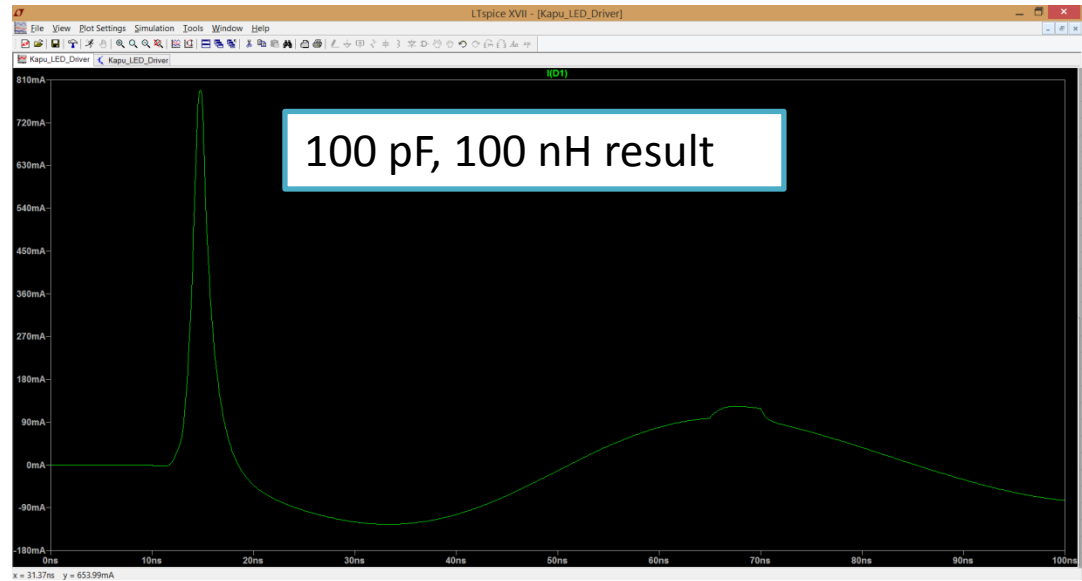 LTspice XVII - [Kapu_LED_Driver]
File View Plot Settings Simulation Tools Window Help
Kapu_LED_Driver Kapu_LED_Driver
I(D1)
810mA
720mA
630mA
540mA
450mA
360mA
270mA
180mA
90mA
0mA
-90mA
-180mA
100 pF, 100 nH result
0ns 10ns 20ns 30ns 40ns 50ns 60ns 70ns 80ns 90ns 100ns
x = 31.37ns y = 653.99mA